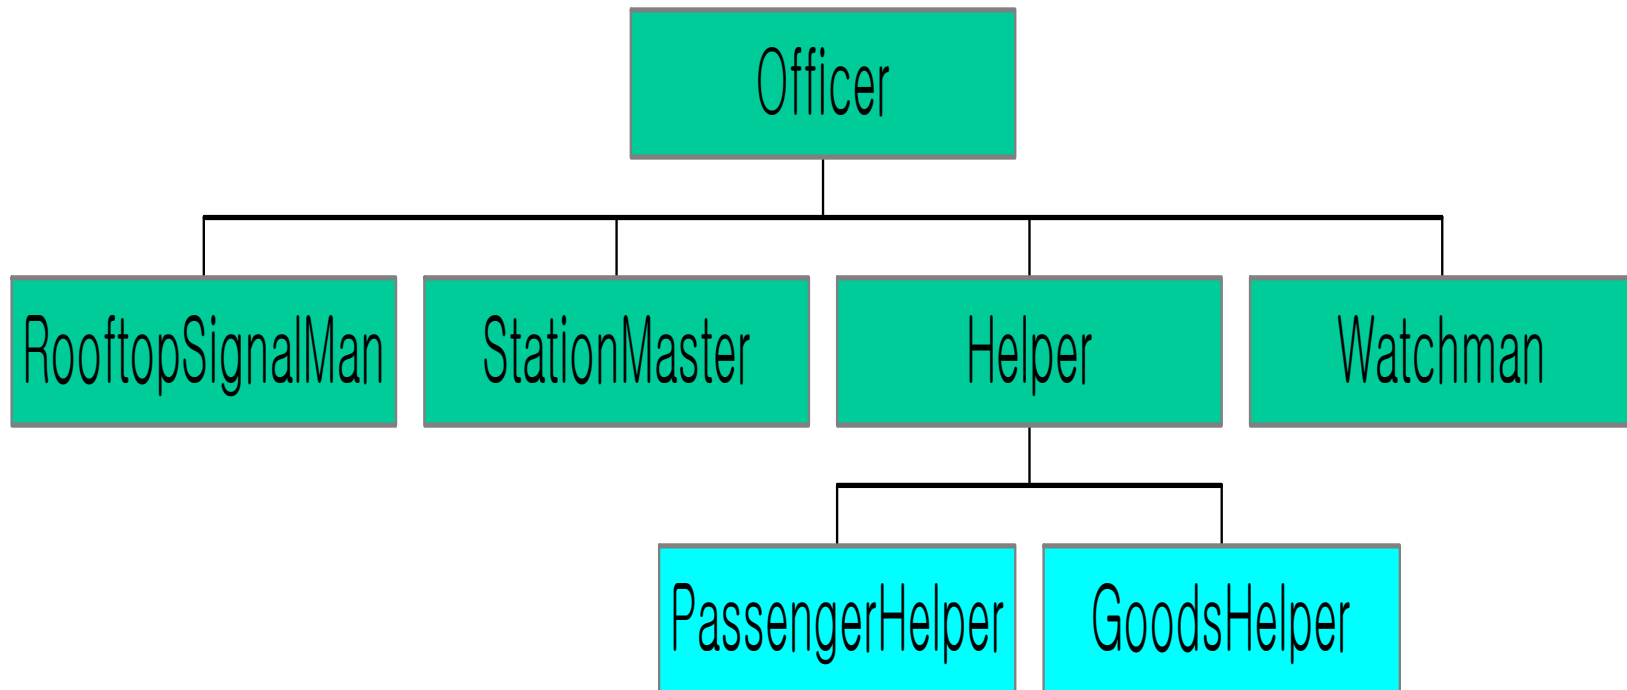 Officer
RooftopSignalMan
StationMaster
Helper
Watchman
PassengerHelper
GoodsHelper